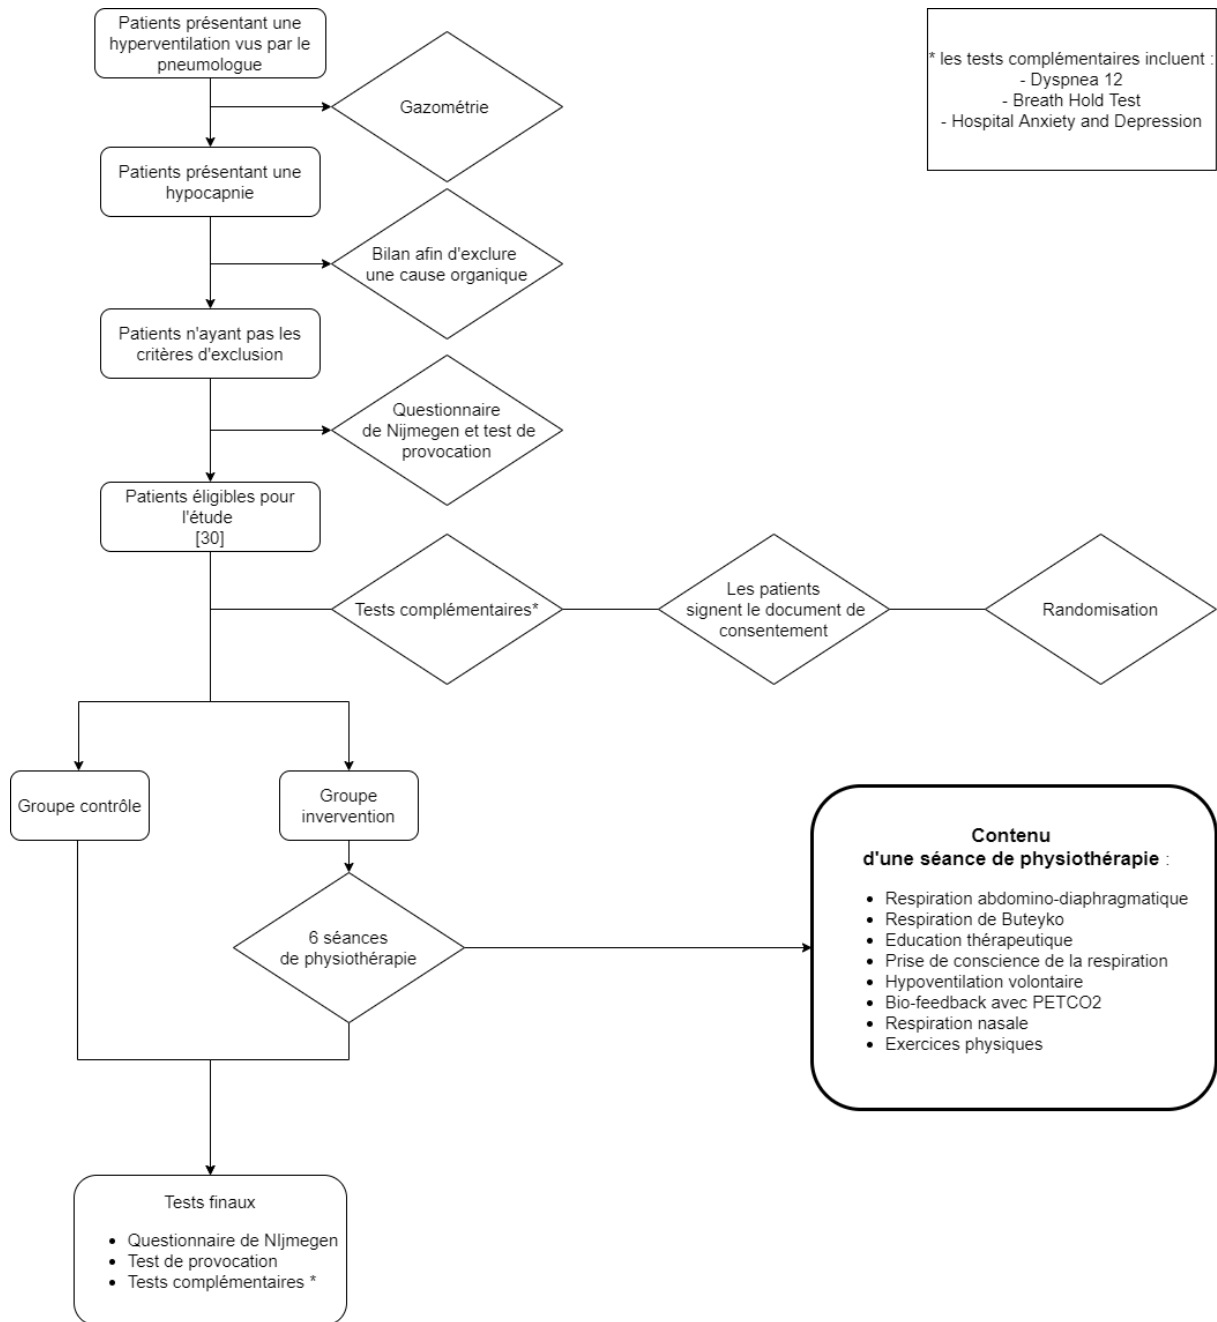 Patients présentant une
hyperventilation vus par le
pneumologue
* les tests complémentaires incluent :
- Dyspnea 12
- Breath Hold Test
- Hospital Anxiety and Depression
Gazométrie
Patients présentant une
hypocapnie
Bilan afin d'exclure
une cause organique
Patients n'ayant pas les
critères d'exclusion
Questionnaire
de Nijmegen et test de
provocation
Patients éligibles pour
l'étude
[30]
Tests complémentaires*
Les patients
signent le document de
consentement
Randomisation
Groupe contrôle
Groupe
invervention
6 séances
de physiothérapie
Contenu
d'une séance de physiothérapie :
• Respiration abdomino-diaphragmatique
• Respiration de Buteyko
• Education thérapeutique
• Prise de conscience de la respiration
• Hypoventilation volontaire
• Bio-feedback avec PETCO2
• Respiration nasale
• Exercices physiques
Tests finaux
• Questionnaire de NIjmegen
• Test de provocation
• Tests complémentaires *